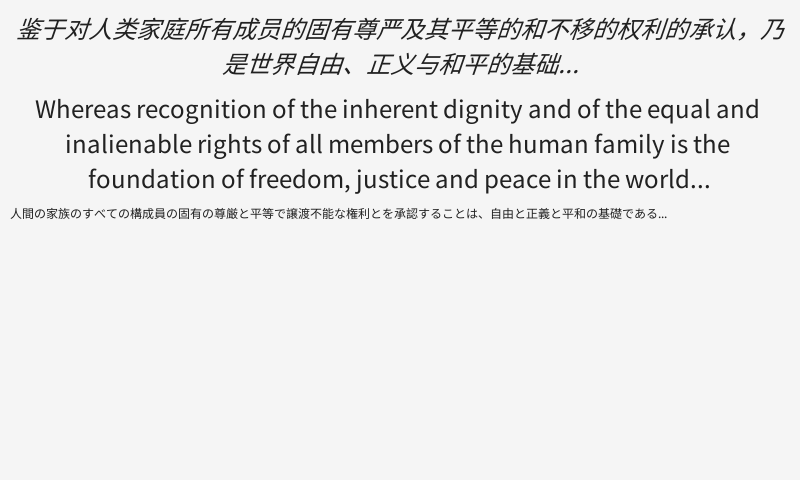 鉴于对人类家庭所有成员的固有尊严及其平等的和不移的权利的承认，乃
是世界自由、正义与和平的基础...
Whereas recognition of the inherent dignity and of the equal and
inalienable rights of all members of the human family is the
foundation of freedom, justice and peace in the world...
人間の家族のすべての構成員の固有の尊厳と平等で譲渡不能な権利とを承認することは、自由と正義と平和の基礎である...